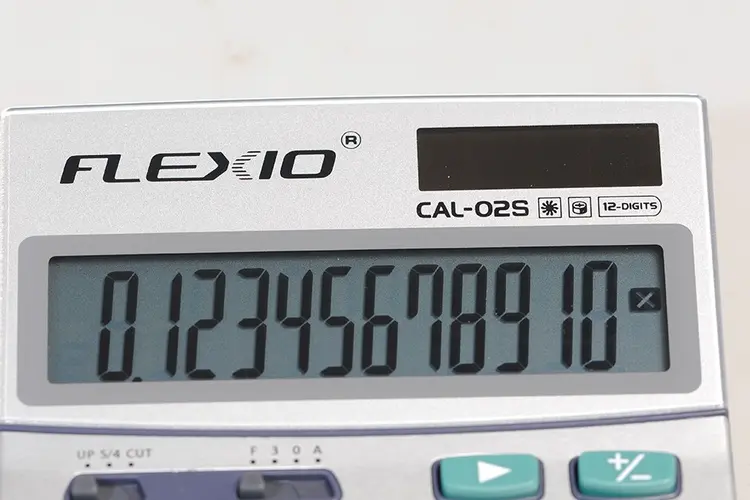 FLEXIO®
CAL-02S 12-DIGITS
0.12345678910 ×
UP 5/4 CUT
F 3 0 A
+/−